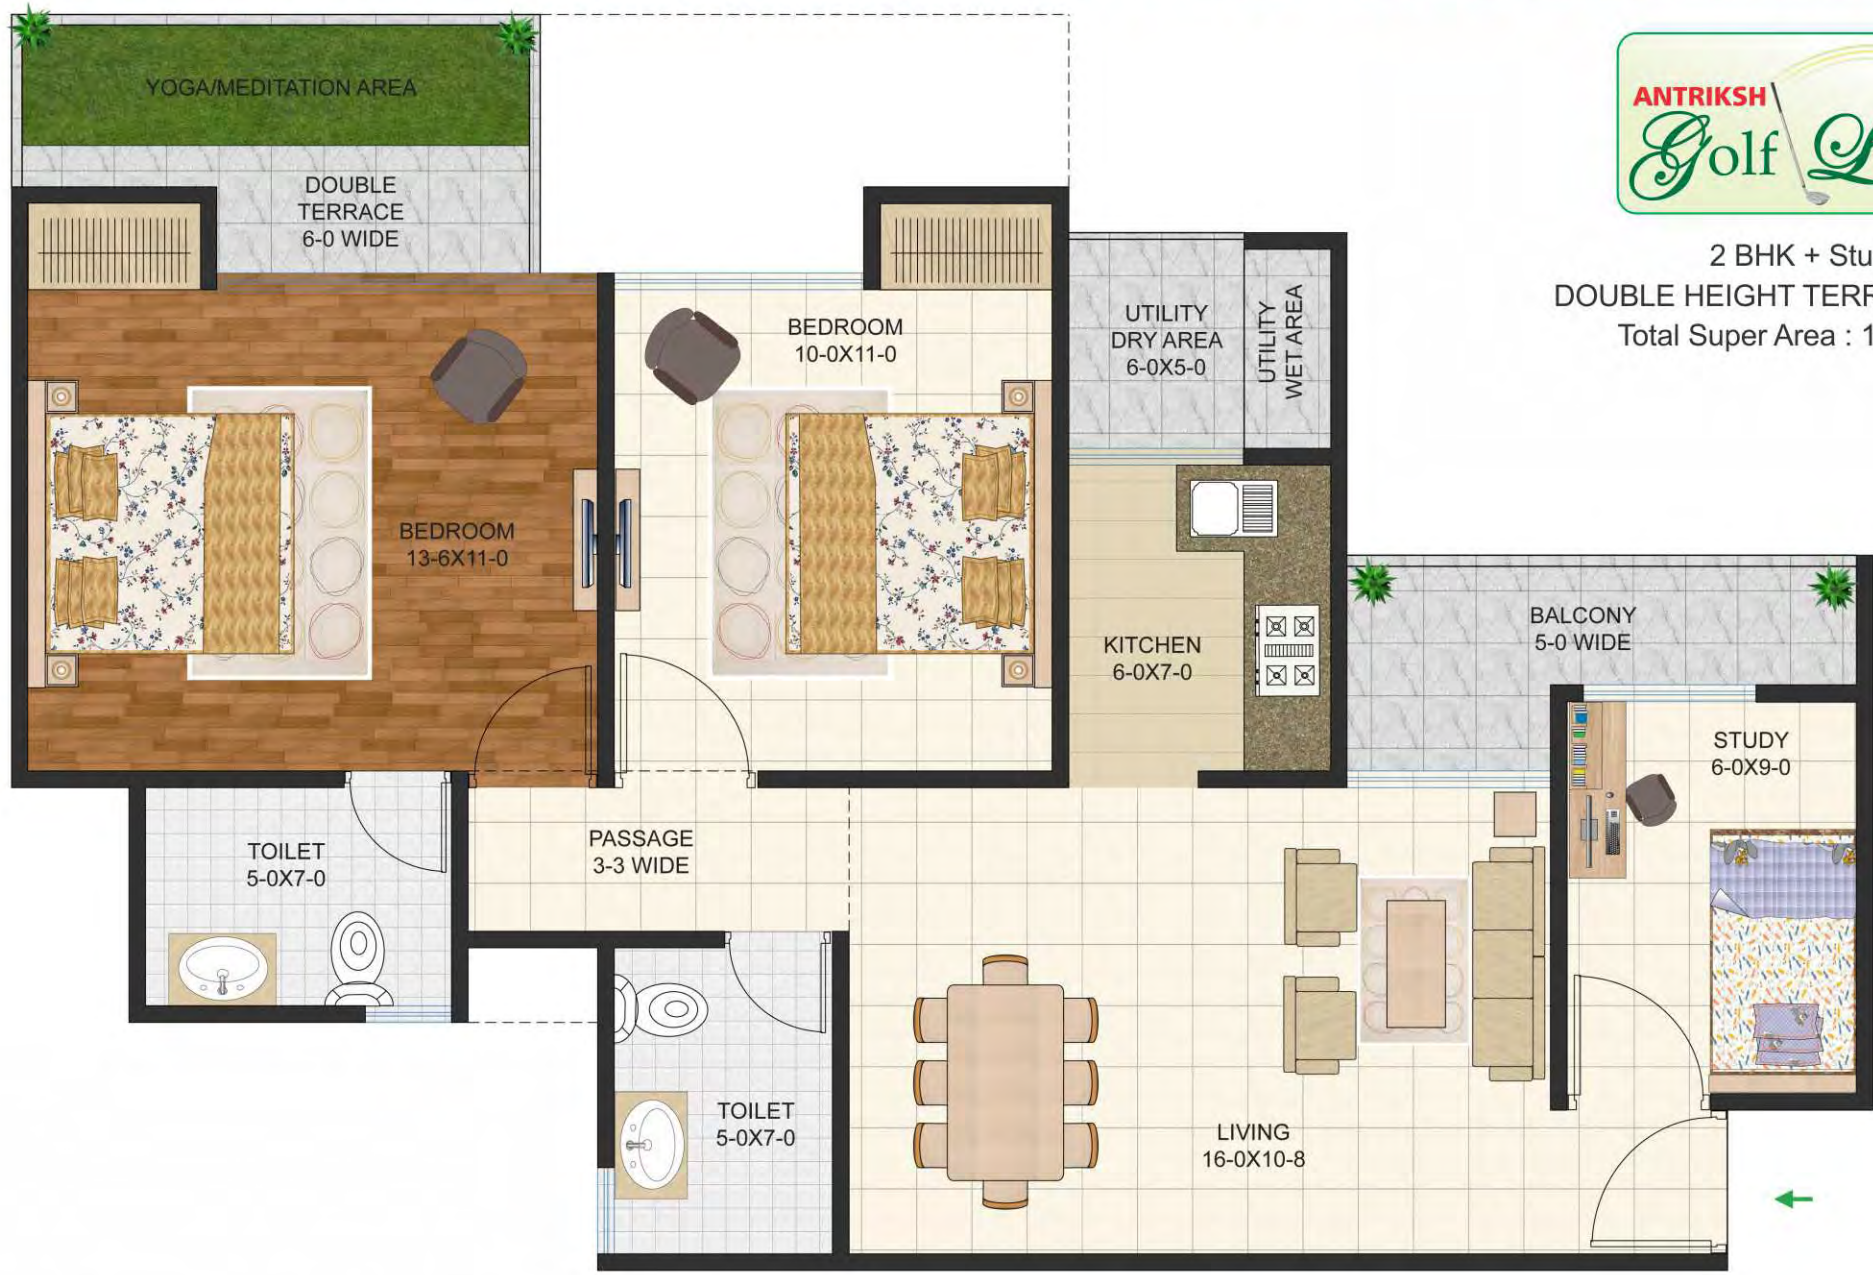 YOGA/MEDITATION AREA
DOUBLE
TERRACE
6-0 WIDE
ANTRIKSH
Golf
2 BHK + Stu
DOUBLE HEIGHT TERR
Total Super Area : 1
BEDROOM
10-0X11-0
UTILITY
DRY AREA
6-0X5-0
UTILITY
WET AREA
BEDROOM
13-6X11-0
KITCHEN
6-0X7-0
BALCONY
5-0 WIDE
STUDY
6-0X9-0
TOILET
5-0X7-0
PASSAGE
3-3 WIDE
TOILET
5-0X7-0
LIVING
16-0X10-8